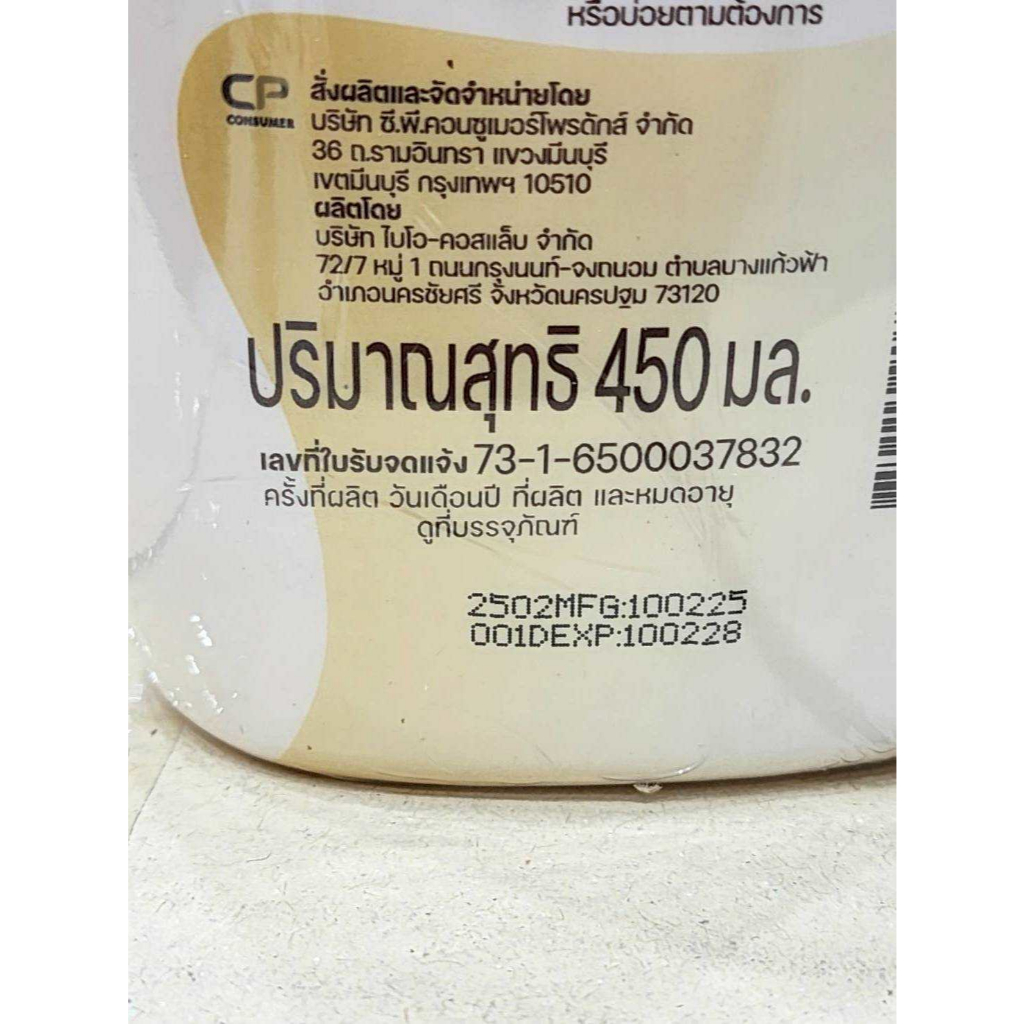 หรือบ่อยตามต้องการ
CP
CONSUMER
สั่งผลิตและจัดจำหน่ายโดย
บริษัท ซี.พี.คอนซูเมอร์โพรดักส์ จำกัด
36 ถ.รามอินทรา แขวงมีนบุรี
เขตมีนบุรี กรุงเทพฯ 10510
ผลิตโดย
บริษัท ไบโอ-คอสแล็บ จำกัด
72/7 หมู่ 1 ถนนกรุงนนท์-จงถนอม ตำบลบางแก้วฟ้า
อำเภอนครชัยศรี จังหวัดนครปฐม 73120
ปริมาณสุทธิ 450 มล.
เลขที่ใบรับจดแจ้ง 73-1-6500037832
ครั้งที่ผลิต วันเดือนปี ที่ผลิต และหมดอายุ
ดูที่บรรจุภัณฑ์
2502MFG:100225
001DEXP:100228